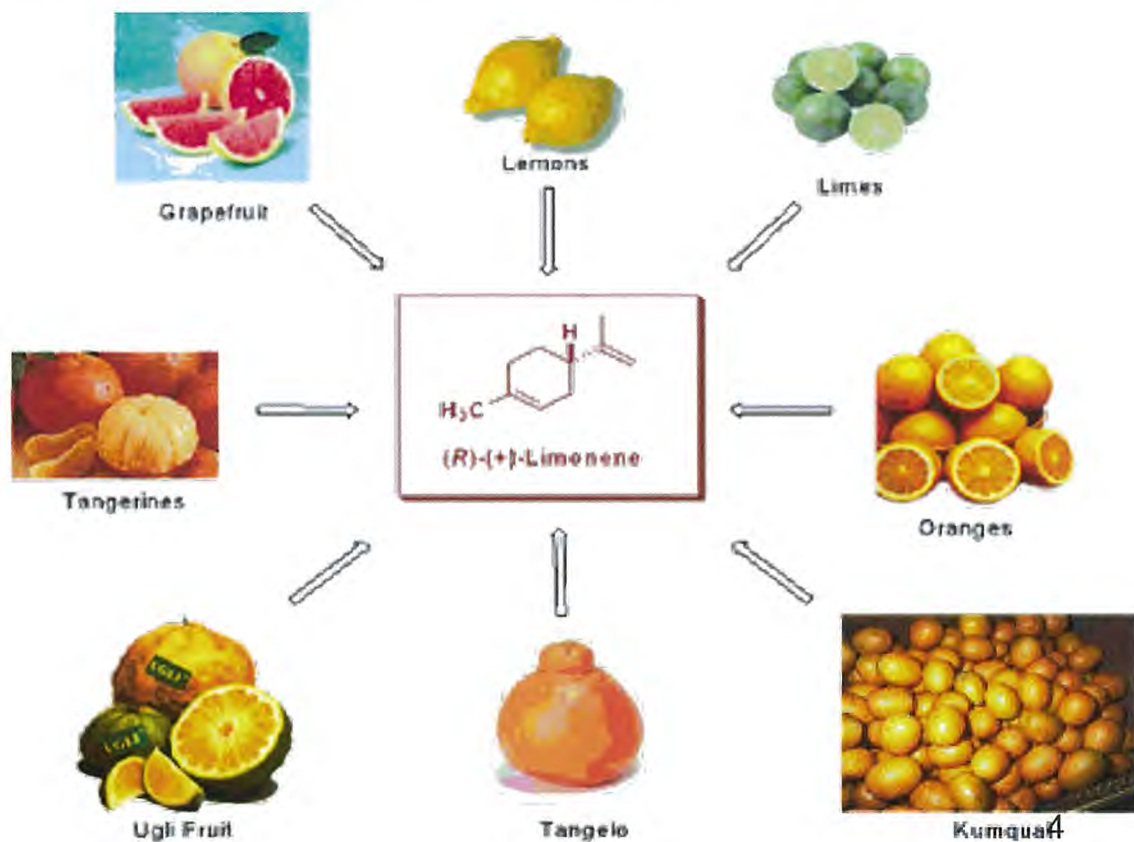 Grapefruit
Lemons
Limes
H
H₃C
(R)-(+)-Limonene
Tangerines
Oranges
UGLI
UGLI
Ugli Fruit
Tangelo
Kumquat
4